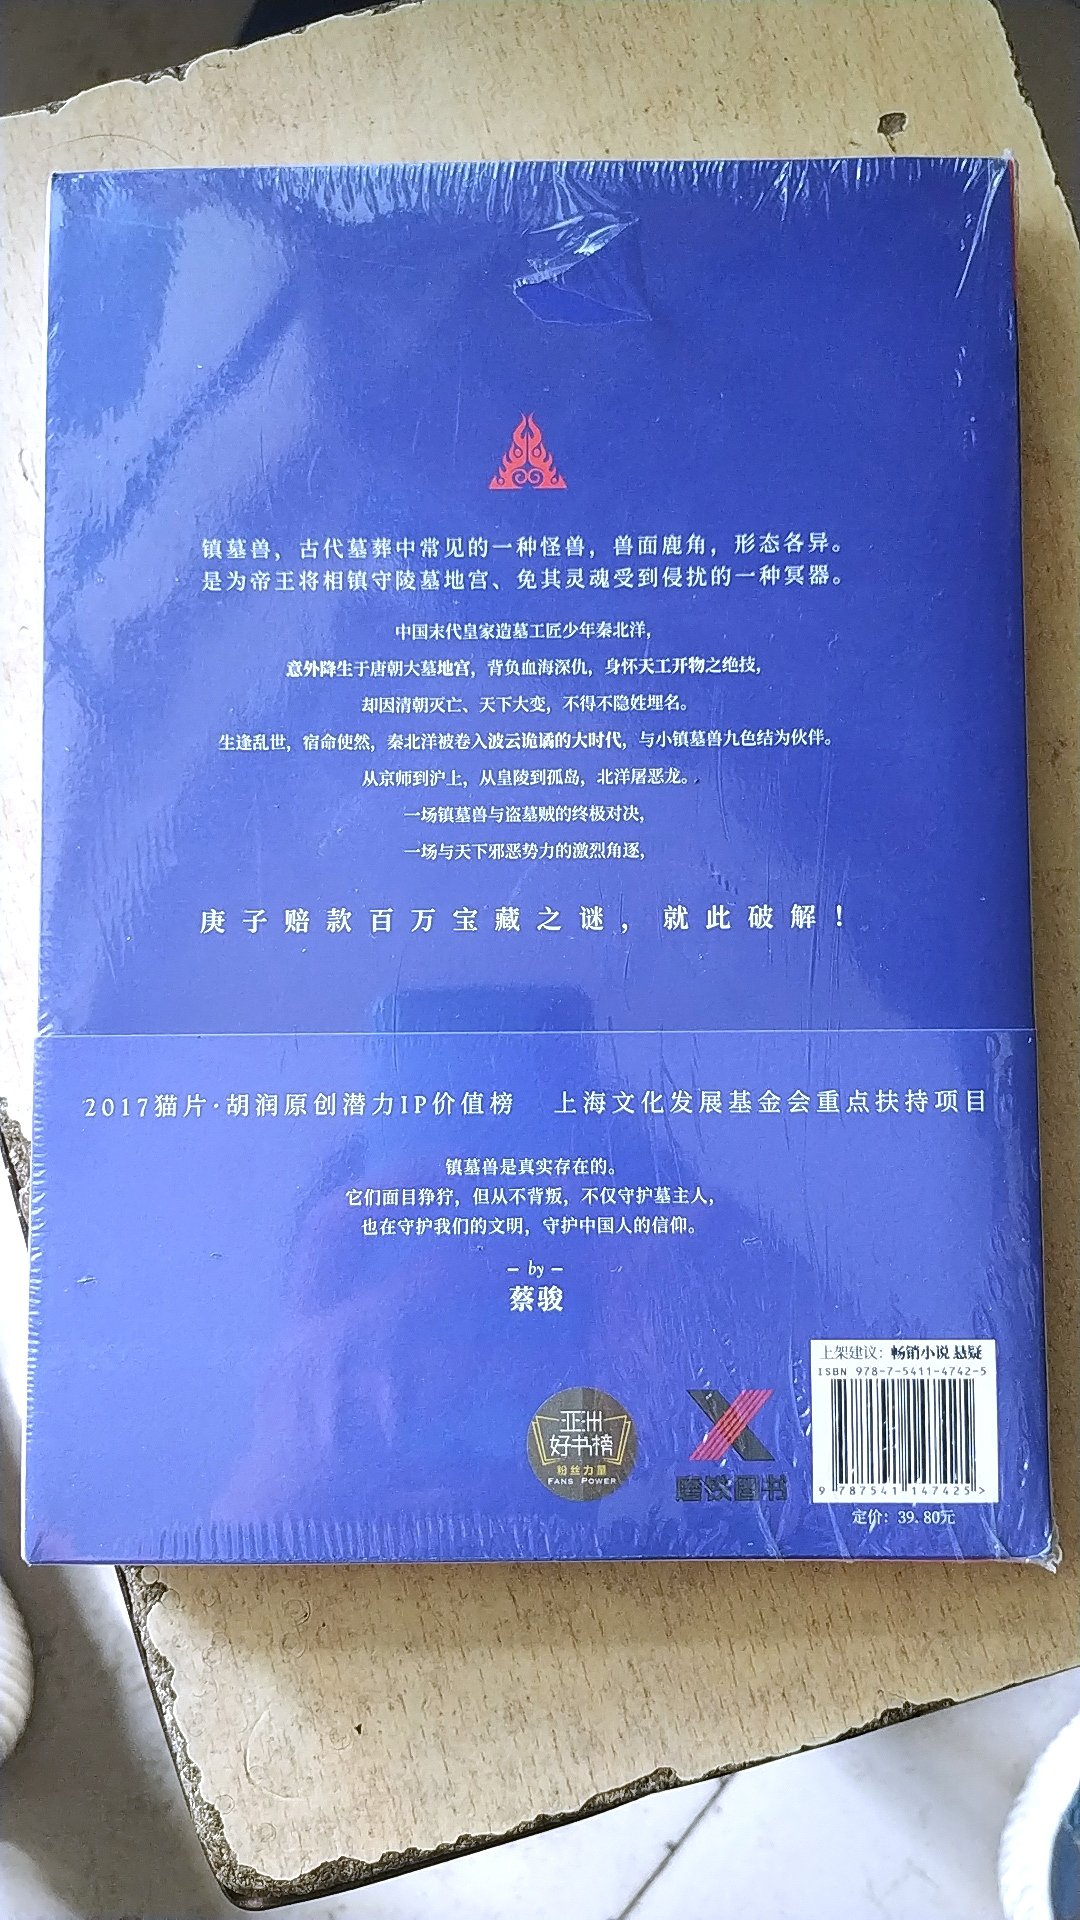 镇墓兽，古代墓葬中常见的一种怪兽，兽面鹿角，形态各异。
是为帝王将相镇守陵墓地宫、免其灵魂受到侵扰的一种冥器。
中国末代皇家造墓工匠少年秦北洋，
意外降生于唐朝大墓地宫，背负血海深仇，身怀天工开物之绝技，
却因清朝灭亡、天下大变，不得不隐姓埋名。
生逢乱世，宿命使然，秦北洋被卷入波云诡谲的大时代，与小镇墓兽九色结为伙伴。
从京师到沪上，从皇陵到孤岛，北洋屠恶龙。
一场镇墓兽与盗墓贼的终极对决，
一场与天下邪恶势力的激烈角逐，
庚子赔款百万宝藏之谜，就此破解！
2017猫片·胡润原创潜力IP价值榜 上海文化发展基金会重点扶持项目
镇墓兽是真实存在的。
它们面目狰狞，但从不背叛，不仅守护墓主人，
也在守护我们的文明，守护中国人的信仰。
– by –
蔡骏
亚洲
好书榜
粉丝力量
FANS POWER
磨铁图书
上架建议：畅销小说 悬疑
ISBN 978-7-5411-4742-5
9 787541 147425 >
定价：39.80元